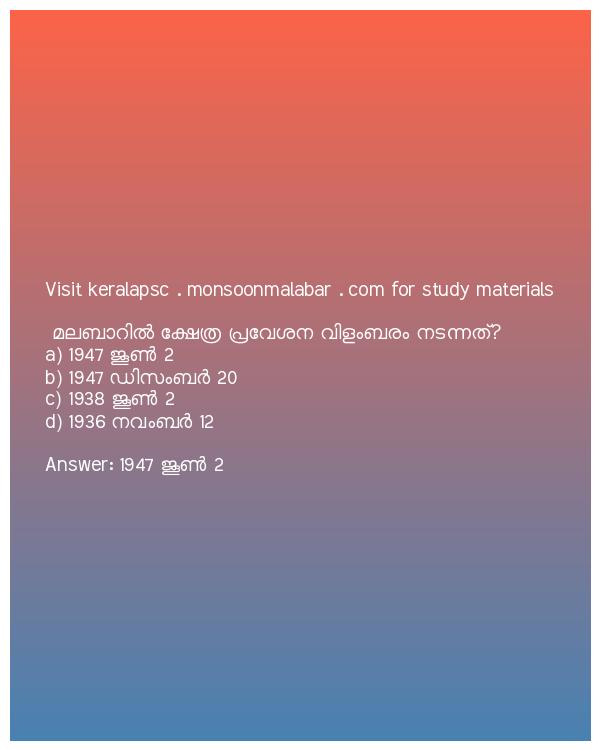 Visit keralapsc . monsoonmalabar . com for study materials
മലബാറിൽ ക്ഷേത്ര പ്രവേശന വിളംബരം നടന്നത്?
a) 1947 ജൂൺ 2
b) 1947 ഡിസംബർ 20
c) 1938 ജൂൺ 2
d) 1936 നവംബർ 12
Answer: 1947 ജൂൺ 2